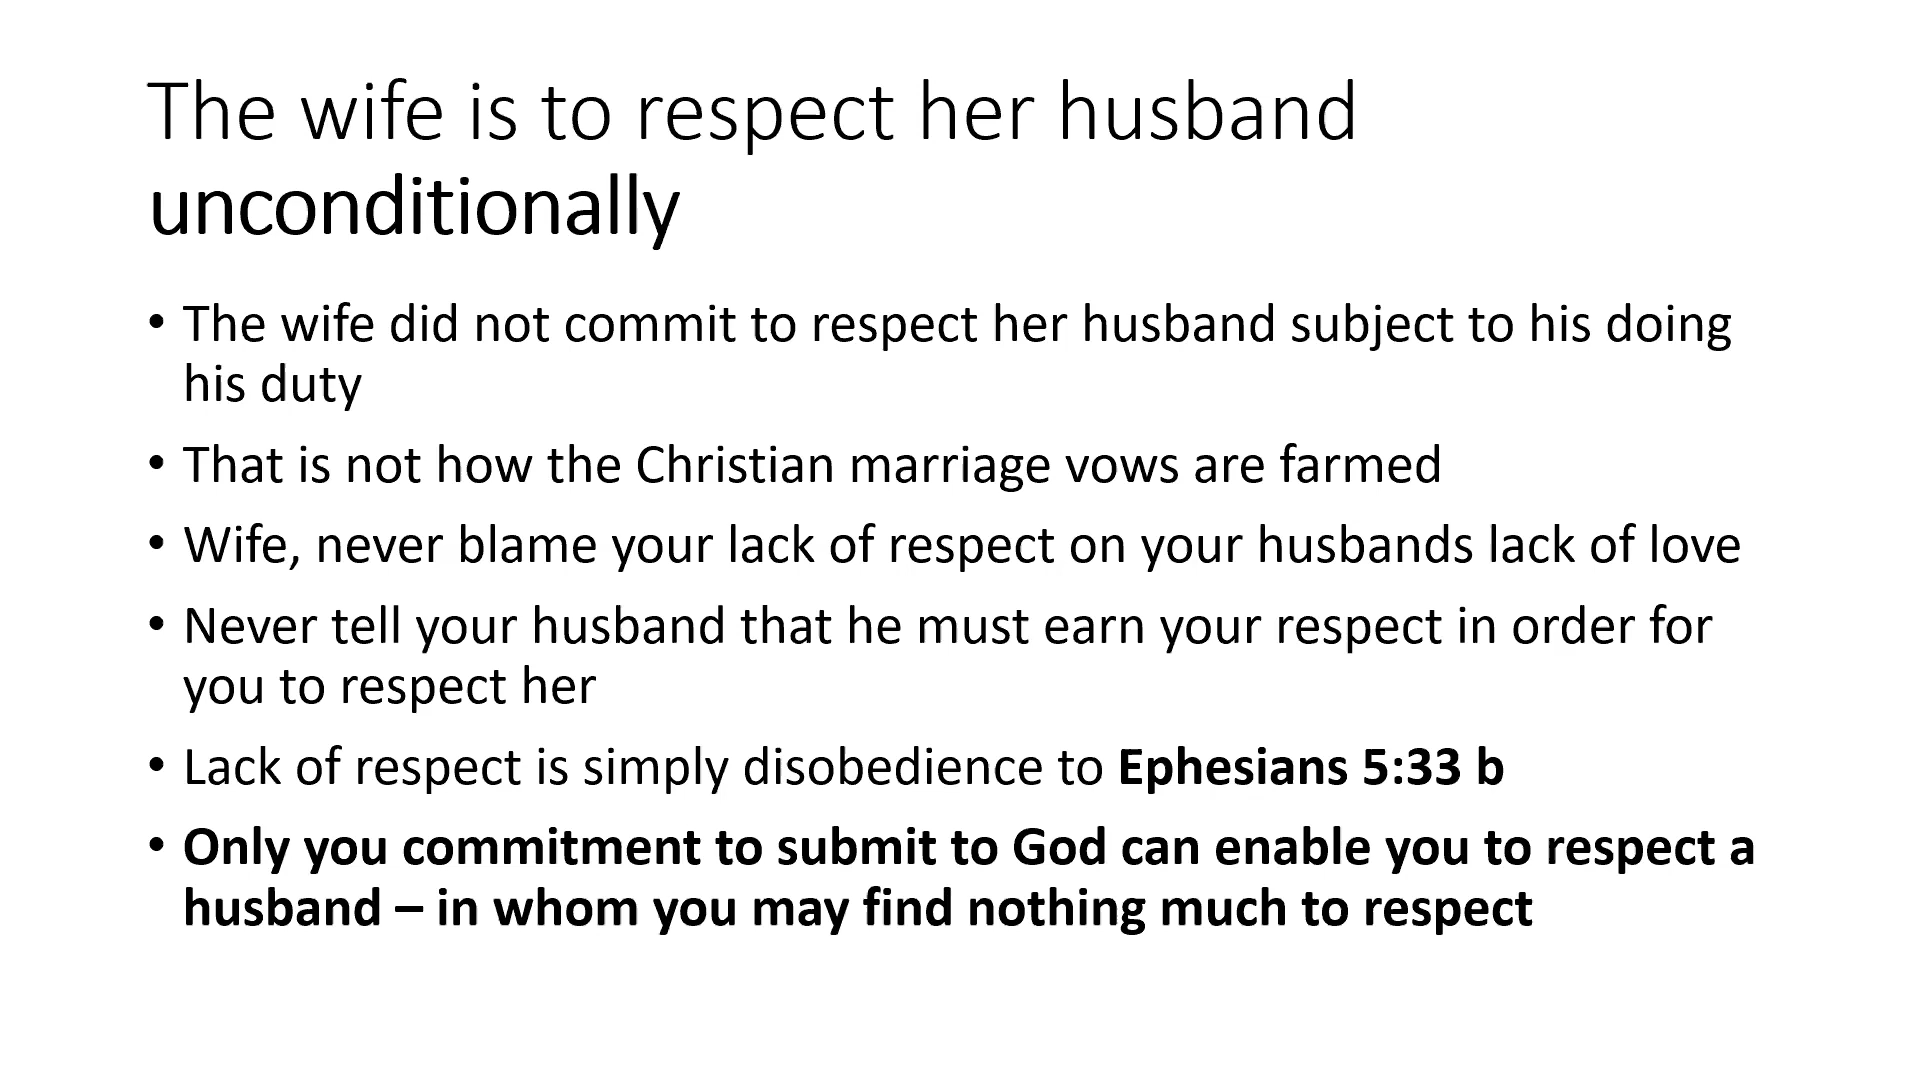 The wife is to respect her husband
unconditionally
• The wife did not commit to respect her husband subject to his doing
his duty
• That is not how the Christian marriage vows are farmed
• Wife, never blame your lack of respect on your husbands lack of love
• Never tell your husband that he must earn your respect in order for
you to respect her
• Lack of respect is simply disobedience to Ephesians 5:33 b
• Only you commitment to submit to God can enable you to respect a
husband – in whom you may find nothing much to respect